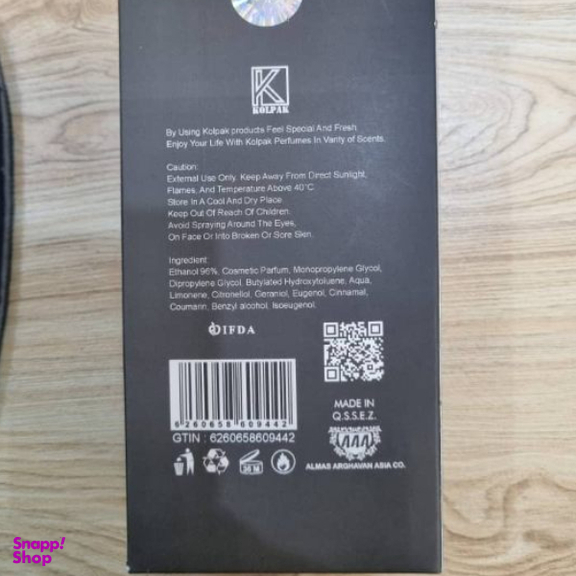 KOLPAK
By Using Kolpak products Feel Special And Fresh.
Enjoy Your Life With Kolpak Perfumes In Varity of Scents.
Caution:
External Use Only. Keep Away From Direct Sunlight,
Flames, And Temperature Above 40°C.
Store In A Cool And Dry Place.
Keep Out Of Reach Of Children.
Avoid Spraying Around The Eyes,
On Face Or Into Broken Or Sore Skin.
Ingredient:
Ethanol 96%, Cosmetic Parfum, Monopropylene Glycol,
Dipropylene Glycol, Butylated Hydroxytoluene, Aqua,
Limonene, Citronellol, Geraniol, Eugenol, Cinnamal,
Coumarin, Benzyl alcohol, Isoeugenol.
IFDA
6260658609442
GTIN : 6260658609442
MADE IN
Q.S.S.E.Z.
36 M
ALMAS ARGHAVAN ASIA CO.
Snapp!
Shop